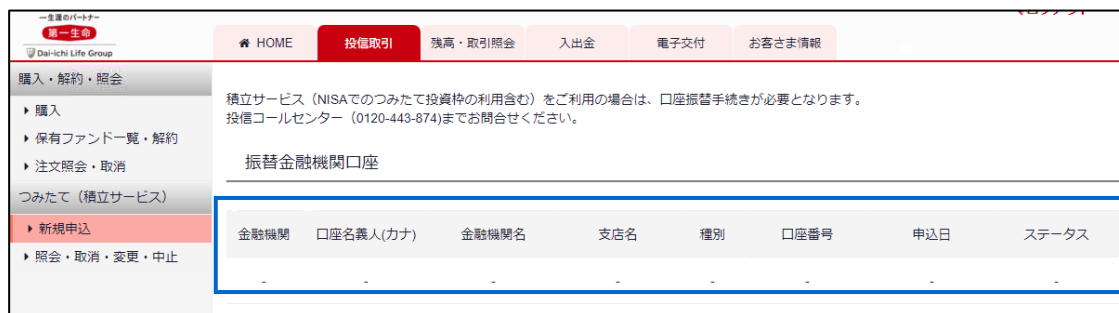 一生涯のパートナー
第一生命
Dai-ichi Life Group
HOME
投信取引
残高・取引照会
入出金
電子交付
お客さま情報
購入・解約・照会
購入
保有ファンド一覧・解約
注文照会・取消
つみたて（積立サービス）
新規申込
照会・取消・変更・中止
積立サービス（NISAでのつみたて投資枠の利用含む）をご利用の場合は、口座振替手続きが必要となります。
投信コールセンター（0120-443-874)までお問合せください。
振替金融機関口座
金融機関 口座名義人(カナ) 金融機関名 支店名 種別 口座番号 申込日 ステータス
- - - - - - - -